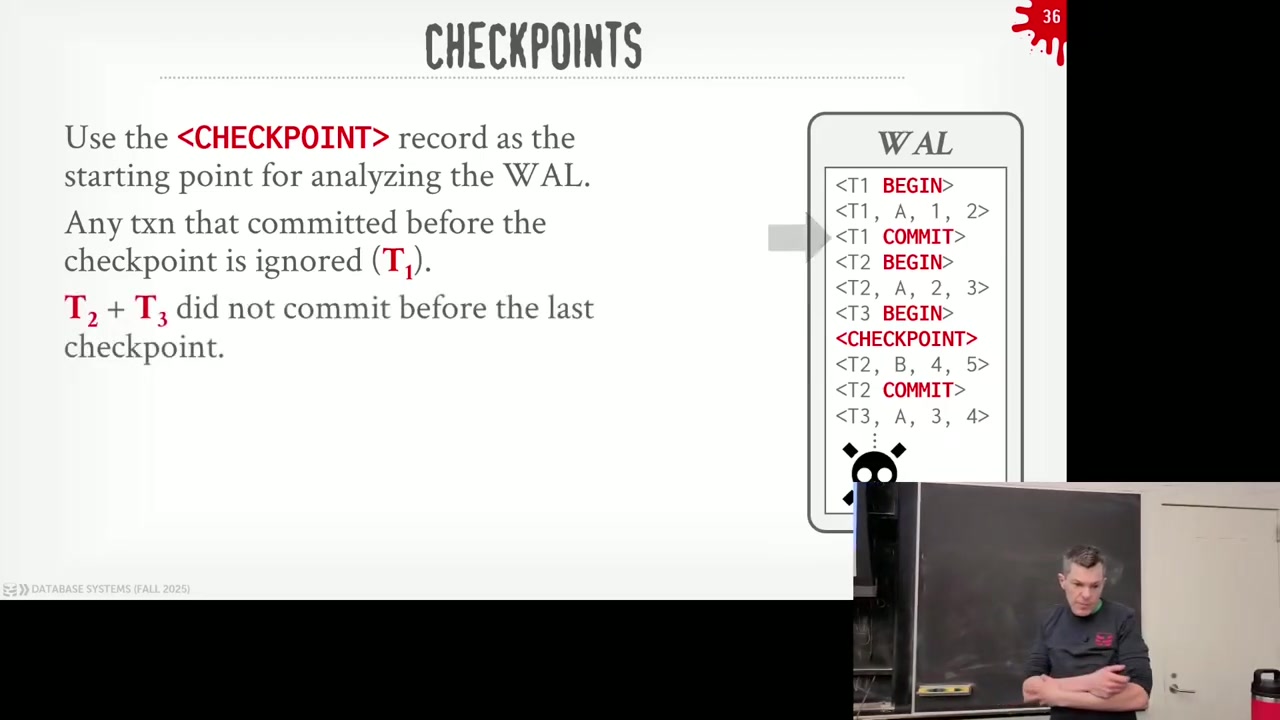 36
CHECKPOINTS
Use the <CHECKPOINT> record as the
starting point for analyzing the WAL.
Any txn that committed before the
checkpoint is ignored (T1).
T2 + T3 did not commit before the last
checkpoint.
WAL
<T1 BEGIN>
<T1, A, 1, 2>
<T1 COMMIT>
<T2 BEGIN>
<T2, A, 2, 3>
<T3 BEGIN>
<CHECKPOINT>
<T2, B, 4, 5>
<T2 COMMIT>
<T3, A, 3, 4>
DATABASE SYSTEMS (FALL 2025)